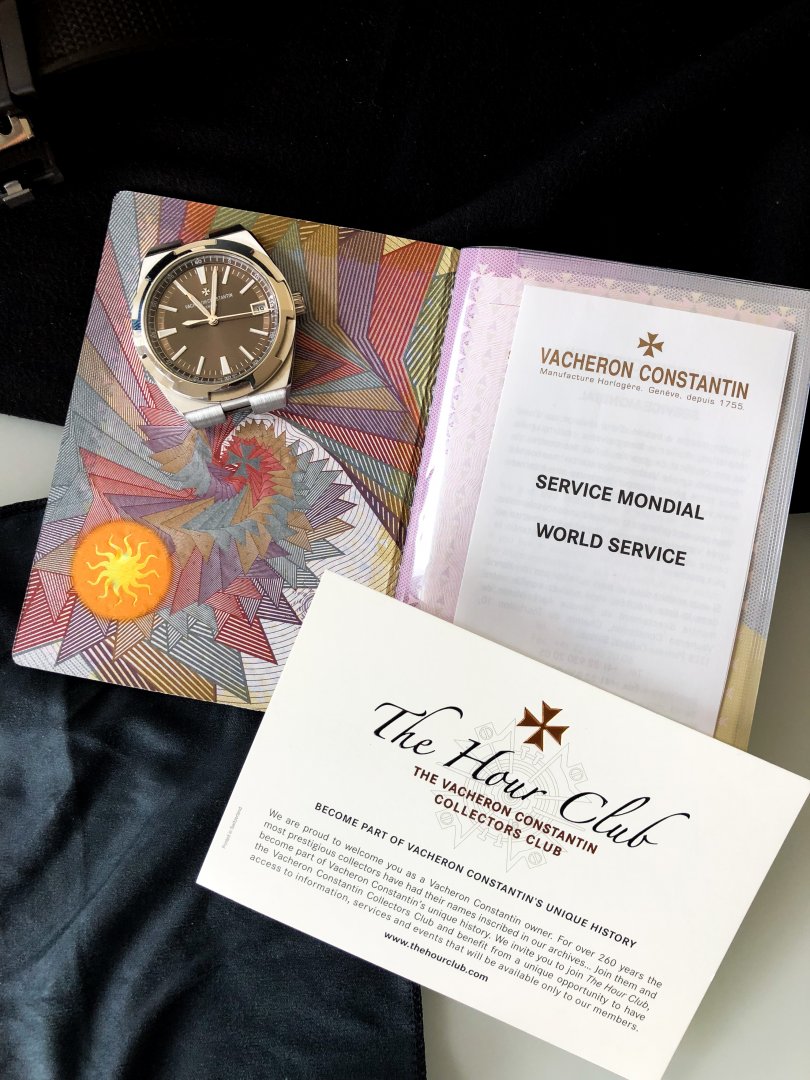 VACHERON CONSTANTIN
VACHERON CONSTANTIN
Manufacture Horlogère, Genève, depuis 1755.
SERVICE MONDIAL
WORLD SERVICE
The Hour Club
THE VACHERON CONSTANTIN
COLLECTORS CLUB
BECOME PART OF VACHERON CONSTANTIN'S UNIQUE HISTORY
We are proud to welcome you as a Vacheron Constantin owner. For over 260 years the
most prestigious collectors have had their names inscribed in our archives... Join them and
become part of Vacheron Constantin's unique history. We invite you to join The Hour Club,
the Vacheron Constantin Collectors Club and benefit from a unique opportunity to have
access to information, services and events that will be available only to our members.
www.thehourclub.com
Printed in Switzerland